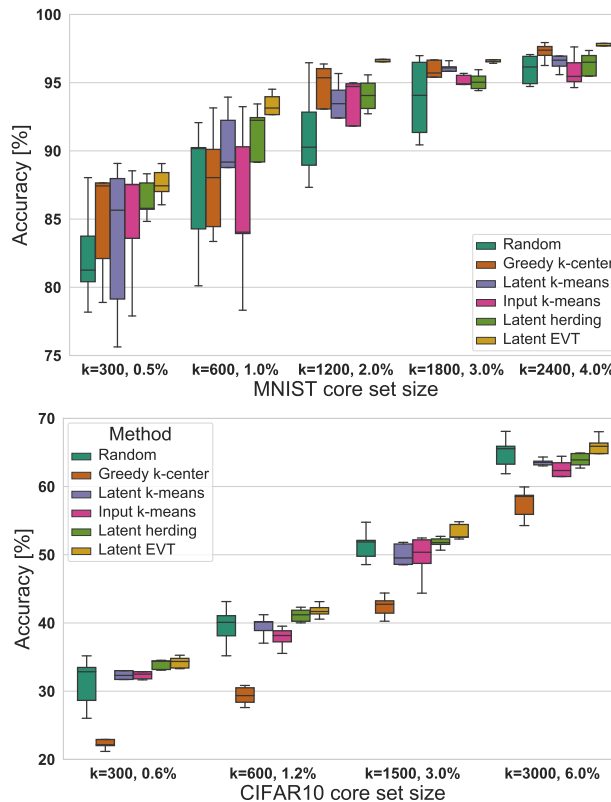 100
95
90
85
80
75
Accuracy [%]
Random
Greedy k-center
Latent k-means
Input k-means
Latent herding
Latent EVT
k=300, 0.5%
k=600, 1.0%
k=1200, 2.0%
k=1800, 3.0%
k=2400, 4.0%
MNIST core set size
70
60
50
40
30
20
Accuracy [%]
Method
Random
Greedy k-center
Latent k-means
Input k-means
Latent herding
Latent EVT
k=300, 0.6%
k=600, 1.2%
k=1500, 3.0%
k=3000, 6.0%
CIFAR10 core set size